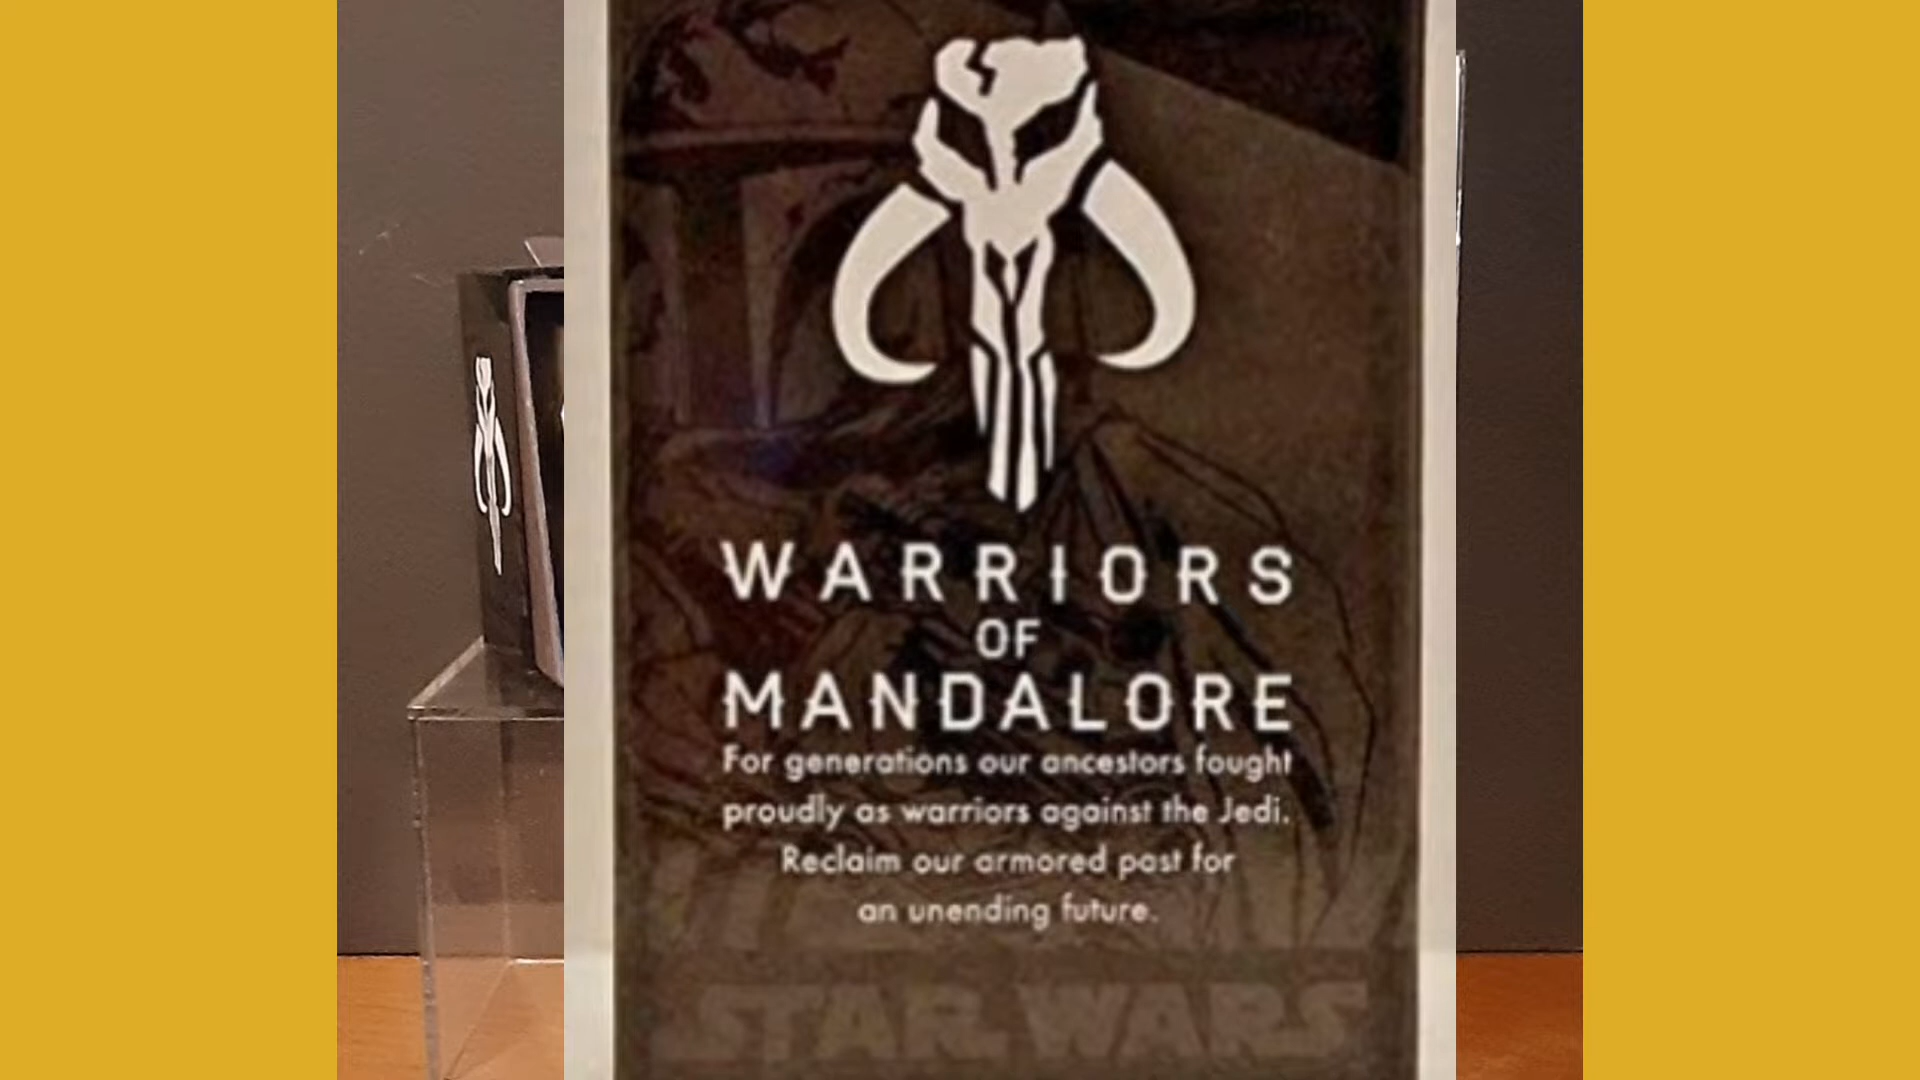 WARRIORS
OF
MANDALORE
For generations our ancestors fought
proudly as warriors against the Jedi.
Reclaim our armored past for
an unending future.
STAR WARS